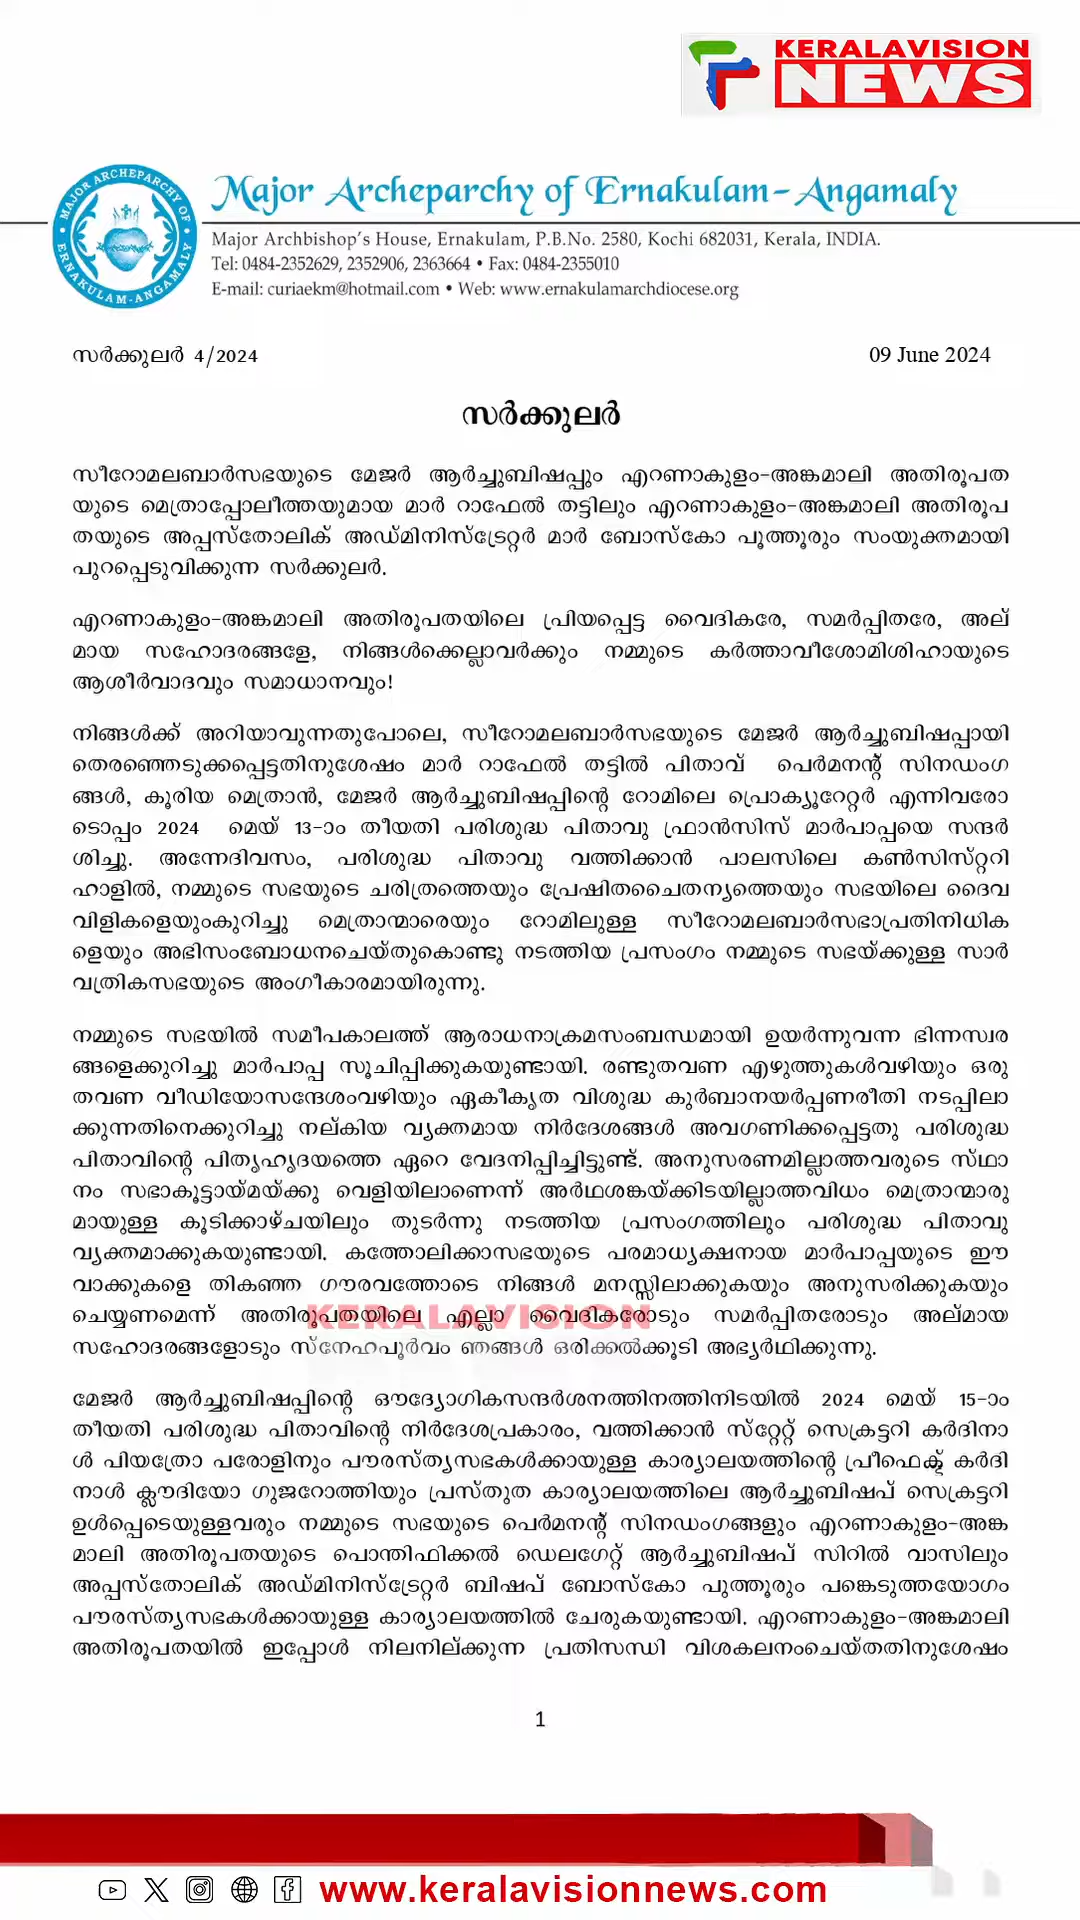 KERALAVISION
NEWS
MAJOR ARCHEPARCHY OF
ERNAKULAM-ANGAMALY
Major Archeparchy of Ernakulam-Angamaly
Major Archbishop's House, Ernakulam, P.B.No. 2580, Kochi 682031, Kerala, INDIA.
Tel: 0484-2352629, 2352906, 2363664 • Fax: 0484-2355010
E-mail: curiaekm@hotmail.com • Web: www.ernakulamarchdiocese.org
സർക്കുലർ 4/2024 09 June 2024
സർക്കുലർ
സീറോമലബാർസഭയുടെ മേജർ ആർച്ചുബിഷപ്പും എറണാകുളം-അങ്കമാലി അതിരൂപത
യുടെ മെത്രാപ്പോലീത്തയുമായ മാർ റാഫേൽ തട്ടിലും എറണാകുളം-അങ്കമാലി അതിരൂപ
തയുടെ അപ്പസ്തോലിക് അഡ്മിനിസ്ട്രേറ്റർ മാർ ബോസ്കോ പൂത്തൂരും സംയുക്തമായി
പുറപ്പെടുവിക്കുന്ന സർക്കുലർ.
എറണാകുളം-അങ്കമാലി അതിരൂപതയിലെ പ്രിയപ്പെട്ട വൈദികരേ, സമർപ്പിതരേ, അല്
മായ സഹോദരങ്ങളേ, നിങ്ങൾക്കെല്ലാവർക്കും നമ്മുടെ കർത്താവീശോമിശിഹായുടെ
ആശീർവാദവും സമാധാനവും!
നിങ്ങൾക്ക് അറിയാവുന്നതുപോലെ, സീറോമലബാർസഭയുടെ മേജർ ആർച്ചുബിഷപ്പായി
തെരഞ്ഞെടുക്കപ്പെട്ടതിനുശേഷം മാർ റാഫേൽ തട്ടിൽ പിതാവ് പെർമനന്റ് സിനഡംഗ
ങ്ങൾ, കൂരിയ മെത്രാൻ, മേജർ ആർച്ചുബിഷപ്പിന്റെ റോമിലെ പ്രൊക്യൂറേറ്റർ എന്നിവരോ
ടൊപ്പം 2024 മെയ് 13-ാം തീയതി പരിശുദ്ധ പിതാവു ഫ്രാൻസിസ് മാർപാപ്പയെ സന്ദർ
ശിച്ചു. അന്നേദിവസം, പരിശുദ്ധ പിതാവു വത്തിക്കാൻ പാലസിലെ കൺസിസ്റ്ററി
ഹാളിൽ, നമ്മുടെ സഭയുടെ ചരിത്രത്തെയും പ്രേഷിതചൈതന്യത്തെയും സഭയിലെ ദൈവ
വിളികളെയുംകുറിച്ചു മെത്രാന്മാരെയും റോമിലുള്ള സീറോമലബാർസഭാപ്രതിനിധിക
ളെയും അഭിസംബോധനചെയ്തുകൊണ്ടു നടത്തിയ പ്രസംഗം നമ്മുടെ സഭയ്ക്കുള്ള സാർ
വത്രികസഭയുടെ അംഗീകാരമായിരുന്നു.
നമ്മുടെ സഭയിൽ സമീപകാലത്ത് ആരാധനാക്രമസംബന്ധമായി ഉയർന്നുവന്ന ഭിന്നസ്വര
ങ്ങളെക്കുറിച്ചു മാർപാപ്പ സൂചിപ്പിക്കുകയുണ്ടായി. രണ്ടുതവണ എഴുത്തുകൾവഴിയും ഒരു
തവണ വീഡിയോസന്ദേശംവഴിയും ഏകീകൃത വിശുദ്ധ കുർബാനയർപ്പണരീതി നടപ്പിലാ
ക്കുന്നതിനെക്കുറിച്ചു നല്കിയ വ്യക്തമായ നിർദേശങ്ങൾ അവഗണിക്കപ്പെട്ടതു പരിശുദ്ധ
പിതാവിന്റെ പിതൃഹൃദയത്തെ ഏറെ വേദനിപ്പിച്ചിട്ടുണ്ട്. അനുസരണമില്ലാത്തവരുടെ സ്ഥാ
നം സഭാകൂട്ടായ്മയ്ക്കു വെളിയിലാണെന്ന് അർഥശങ്കയ്ക്കിടയില്ലാത്തവിധം മെത്രാന്മാരു
മായുള്ള കൂടിക്കാഴ്ചയിലും തുടർന്നു നടത്തിയ പ്രസംഗത്തിലും പരിശുദ്ധ പിതാവു
വ്യക്തമാക്കുകയുണ്ടായി. കത്തോലിക്കാസഭയുടെ പരമാധ്യക്ഷനായ മാർപാപ്പയുടെ ഈ
വാക്കുകളെ തികഞ്ഞ ഗൗരവത്തോടെ നിങ്ങൾ മനസ്സിലാക്കുകയും അനുസരിക്കുകയും
ചെയ്യണമെന്ന് അതിരൂപതയിലെ എല്ലാ വൈദികരോടും സമർപ്പിതരോടും അല്മായ
സഹോദരങ്ങളോടും സ്നേഹപൂർവം ഞങ്ങൾ ഒരിക്കൽക്കൂടി അഭ്യർഥിക്കുന്നു.
KERALAVISION
മേജർ ആർച്ചുബിഷപ്പിന്റെ ഔദ്യോഗികസന്ദർശനത്തിനത്തിനിടയിൽ 2024 മെയ് 15-ാം
തീയതി പരിശുദ്ധ പിതാവിന്റെ നിർദേശപ്രകാരം, വത്തിക്കാൻ സ്റ്റേറ്റ് സെക്രട്ടറി കർദിനാ
ൾ പിയത്രോ പരോളിനും പൗരസ്ത്യസഭകൾക്കായുള്ള കാര്യാലയത്തിന്റെ പ്രീഫെക്ട് കർദി
നാൾ ക്ലൗദിയോ ഗുജറോത്തിയും പ്രസ്തുത കാര്യാലയത്തിലെ ആർച്ചുബിഷപ് സെക്രട്ടറി
ഉൾപ്പെടെയുള്ളവരും നമ്മുടെ സഭയുടെ പെർമനന്റ് സിനഡംഗങ്ങളും എറണാകുളം-അങ്ക
മാലി അതിരൂപതയുടെ പൊന്തിഫിക്കൽ ഡെലഗേറ്റ് ആർച്ചുബിഷപ് സിറിൽ വാസിലും
അപ്പസ്തോലിക് അഡ്മിനിസ്ട്രേറ്റർ ബിഷപ് ബോസ്കോ പുത്തൂരും പങ്കെടുത്തയോഗം
പൗരസ്ത്യസഭകൾക്കായുള്ള കാര്യാലയത്തിൽ ചേരുകയുണ്ടായി. എറണാകുളം-അങ്കമാലി
അതിരൂപതയിൽ ഇപ്പോൾ നിലനില്ക്കുന്ന പ്രതിസന്ധി വിശകലനംചെയ്തതിനുശേഷം
1
www.keralavisionnews.com